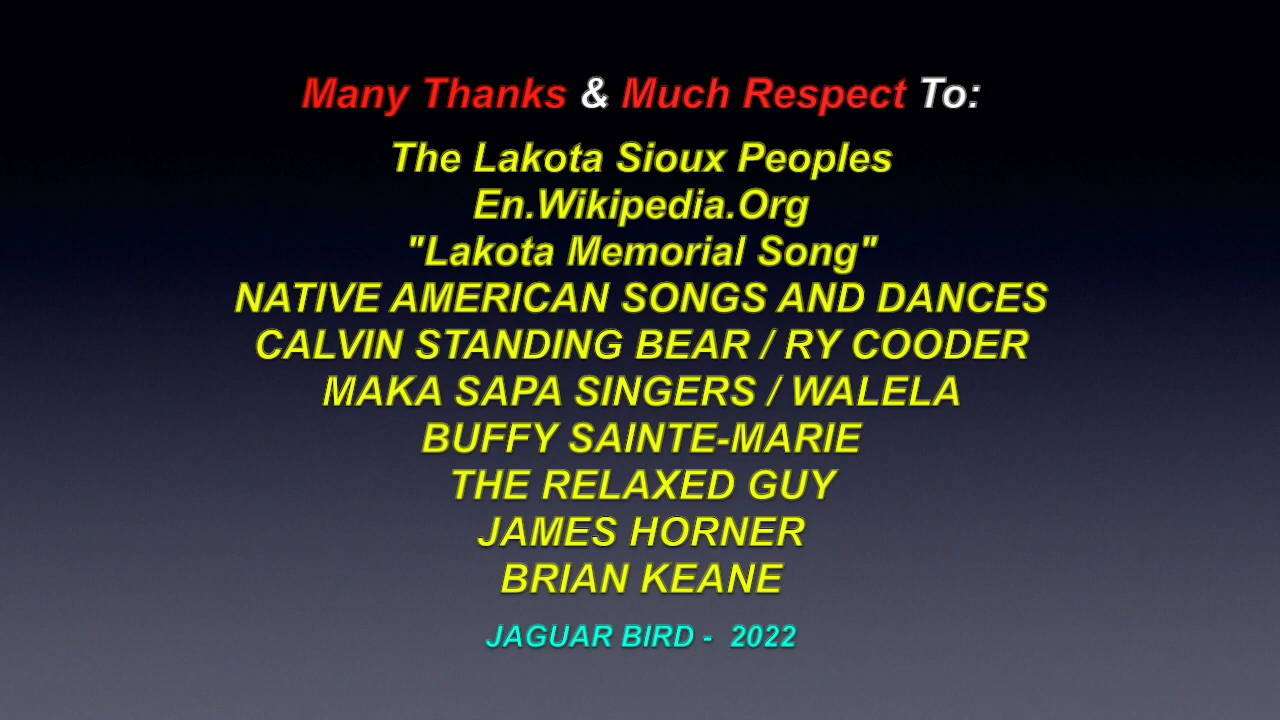 Many Thanks & Much Respect To:
The Lakota Sioux Peoples
En.Wikipedia.Org
"Lakota Memorial Song"
NATIVE AMERICAN SONGS AND DANCES
CALVIN STANDING BEAR / RY COODER
MAKA SAPA SINGERS / WALELA
BUFFY SAINTE-MARIE
THE RELAXED GUY
JAMES HORNER
BRIAN KEANE
JAGUAR BIRD - 2022